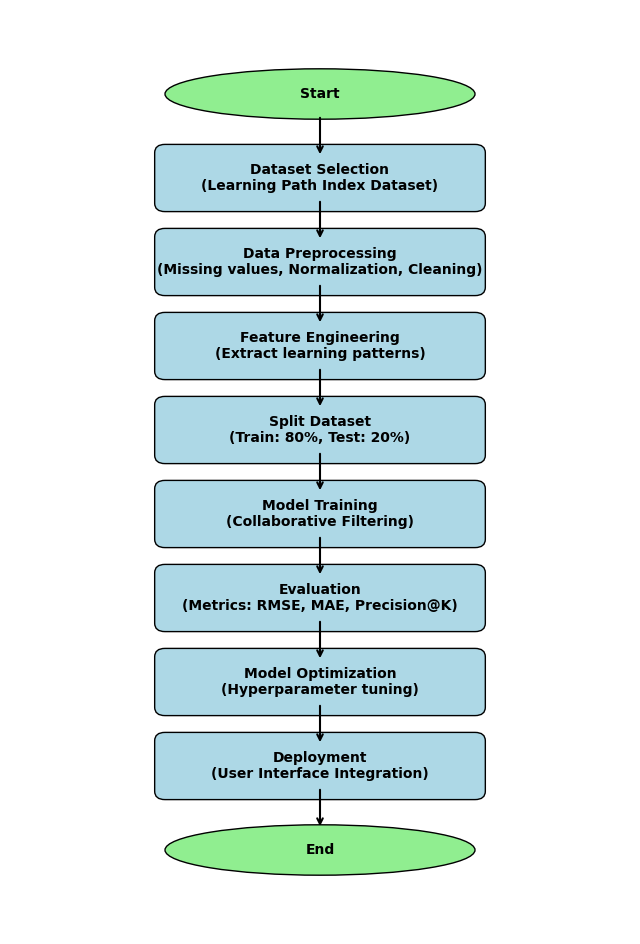 Start
Dataset Selection
(Learning Path Index Dataset)
Data Preprocessing
(Missing values, Normalization, Cleaning)
Feature Engineering
(Extract learning patterns)
Split Dataset
(Train: 80%, Test: 20%)
Model Training
(Collaborative Filtering)
Evaluation
(Metrics: RMSE, MAE, Precision@K)
Model Optimization
(Hyperparameter tuning)
Deployment
(User Interface Integration)
End